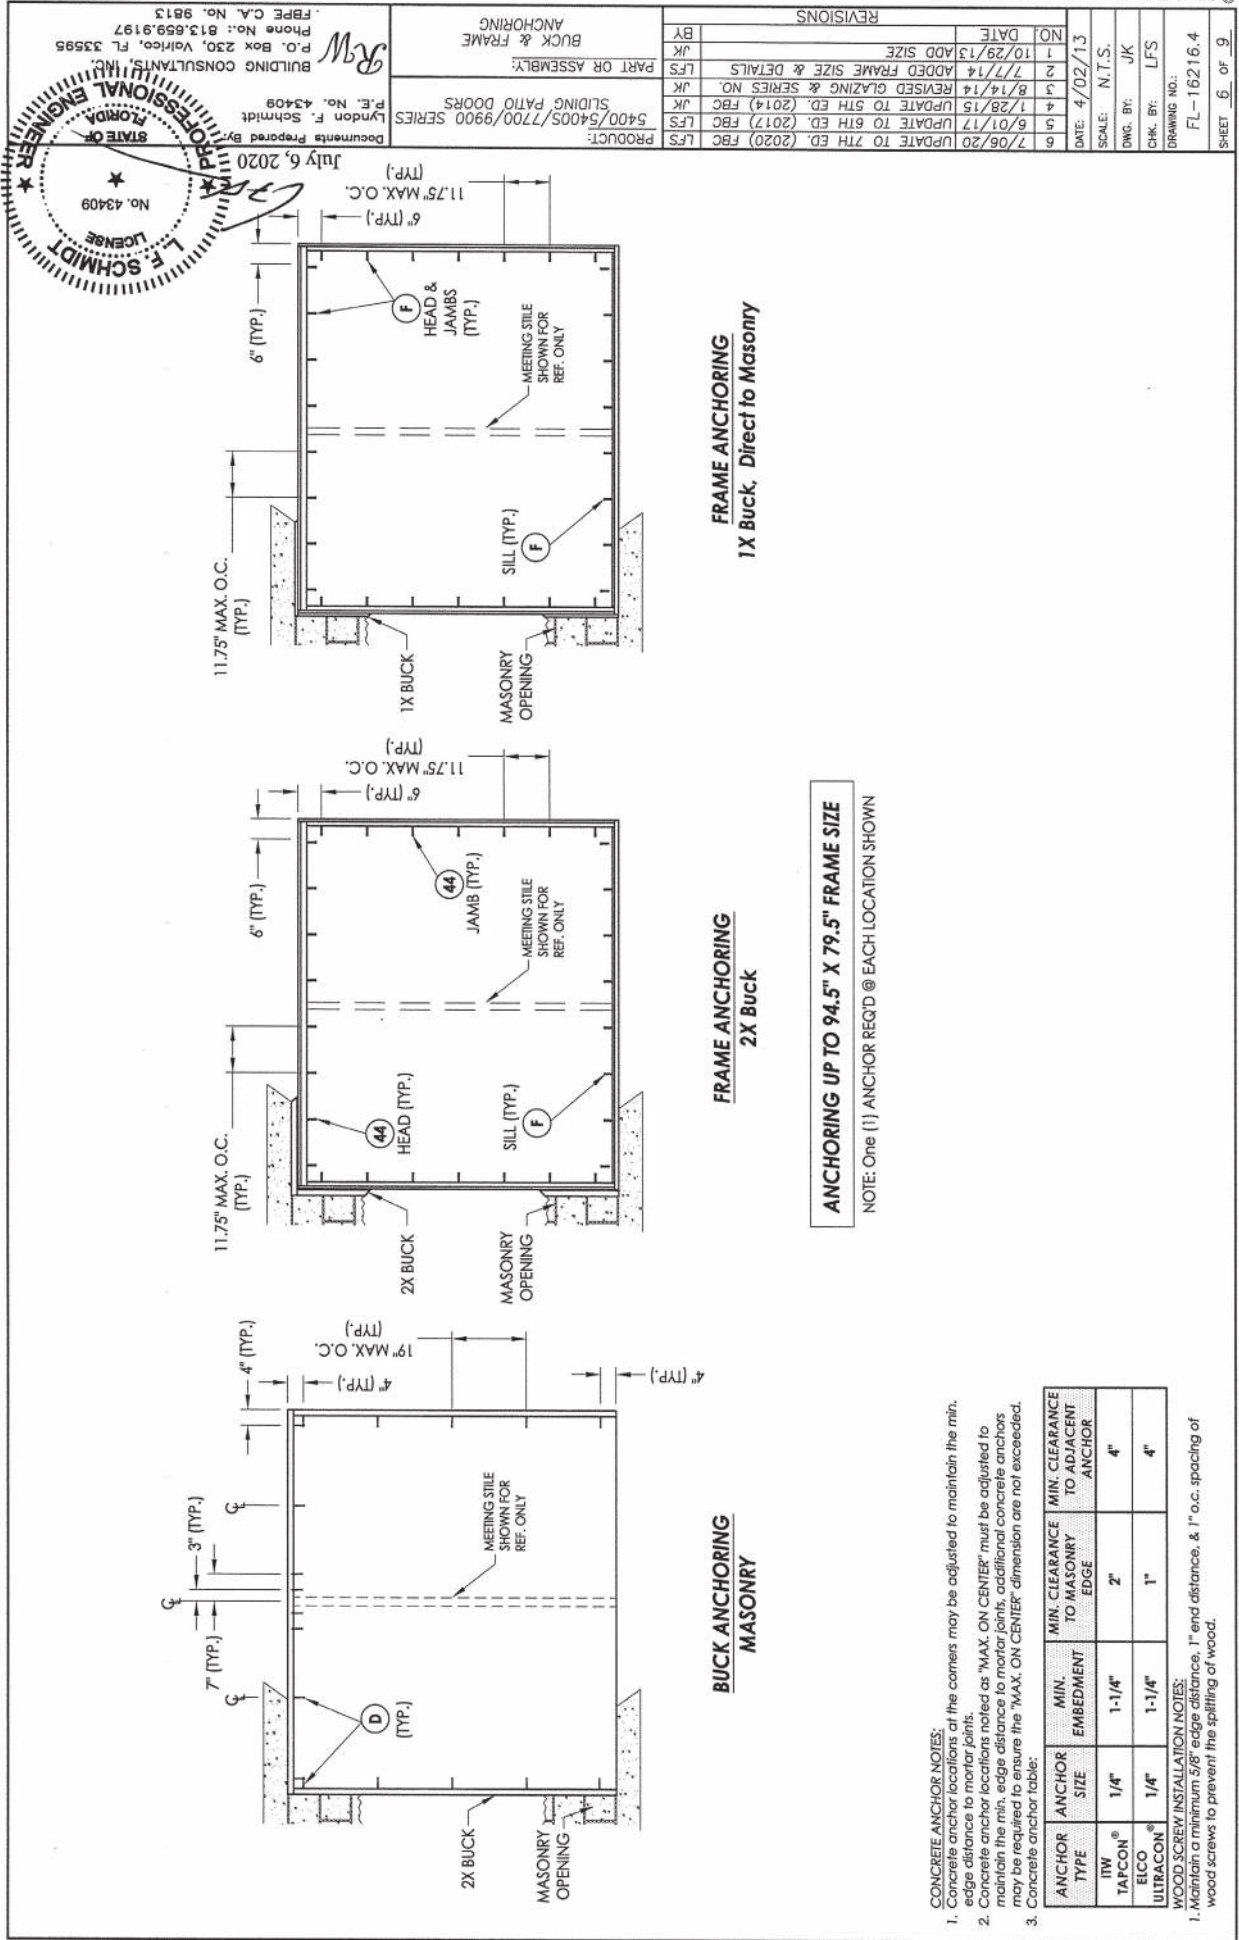 BUCK ANCHORING
MASONRY
7" (TYP.)
3" (TYP.)
4" (TYP.)
4" (TYP.)
19" MAX. O.C.
(TYP.)
4" (TYP.)
D
(TYP.)
MEETING STILE
SHOWN FOR
REF. ONLY
2X BUCK
MASONRY
OPENING
FRAME ANCHORING
2X Buck
11.75" MAX. O.C.
(TYP.)
6" (TYP.)
6" (TYP.)
11.75" MAX. O.C.
(TYP.)
44
HEAD (TYP.)
44
JAMB (TYP.)
SILL (TYP.)
F
MEETING STILE
SHOWN FOR
REF. ONLY
2X BUCK
MASONRY
OPENING
FRAME ANCHORING
1X Buck, Direct to Masonry
11.75" MAX. O.C.
(TYP.)
6" (TYP.)
6" (TYP.)
11.75" MAX. O.C.
(TYP.)
F
HEAD &
JAMBS
(TYP.)
SILL (TYP.)
F
MEETING STILE
SHOWN FOR
REF. ONLY
1X BUCK
MASONRY
OPENING
ANCHORING UP TO 94.5" X 79.5" FRAME SIZE
NOTE: One (1) ANCHOR REQ'D @ EACH LOCATION SHOWN
CONCRETE ANCHOR NOTES:
1. Concrete anchor locations at the corners may be adjusted to maintain the min.
edge distance to mortar joints.
2. Concrete anchor locations noted as "MAX. ON CENTER" must be adjusted to
maintain the min. edge distance to mortar joints, additional concrete anchors
may be required to ensure the "MAX. ON CENTER" dimension are not exceeded.
3. Concrete anchor table:
ANCHOR TYPE ANCHOR SIZE MIN. EMBEDMENT MIN. CLEARANCE TO MASONRY EDGE MIN. CLEARANCE TO ADJACENT ANCHOR
ITW TAPCON® 1/4" 1-1/4" 2" 4"
ELCO ULTRACON® 1/4" 1-1/4" 1" 4"
WOOD SCREW INSTALLATION NOTES:
1. Maintain a minimum 5/8" edge distance, 1" end distance, & 1" o.c. spacing of
wood screws to prevent the splitting of wood.
L. F. SCHMIDT
LICENSE
No. 43409
STATE OF
FLORIDA
PROFESSIONAL ENGINEER
July 6, 2020
Documents Prepared By:
Lyndon F. Schmidt
P.E. No. 43409
RW
BUILDING CONSULTANTS, INC.
P.O. Box 230, Valrico, FL 33595
Phone No.: 813.659.9197
FBPE C.A. No. 9813
PRODUCT:
5400/5400S/7700/9900 SERIES
SLIDING PATIO DOORS
PART OR ASSEMBLY:
BUCK & FRAME
ANCHORING
6 7/06/20 UPDATE TO 7TH ED. (2020) FBC LFS
5 6/01/17 UPDATE TO 6TH ED. (2017) FBC LFS
4 1/28/15 UPDATE TO 5TH ED. (2014) FBC JK
3 8/14/14 REVISED GLAZING & SERIES NO. JK
2 7/7/14 ADDED FRAME SIZE & DETAILS LFS
1 10/29/13 ADD SIZE JK
NO DATE BY
REVISIONS
DATE: 4/02/13
SCALE: N.T.S.
DWG. BY: JK
CHK. BY: LFS
DRAWING NO.:
FL-16216.4
SHEET 6 OF 9